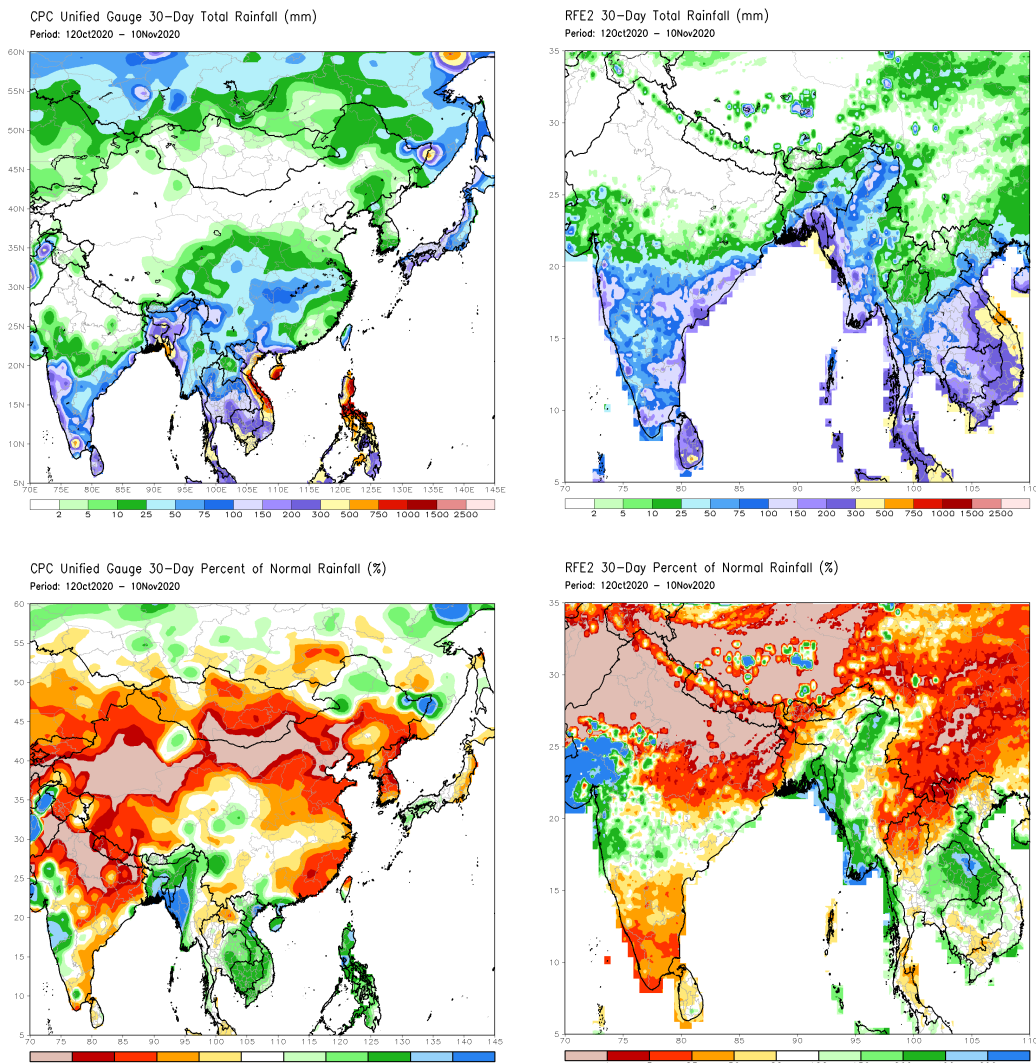 CPC Unified Gauge 30-Day Total Rainfall (mm)
Period: 12Oct2020 – 10Nov2020
60N
55N
50N
45N
40N
35N
30N
25N
20N
15N
10N
5N
70E 75E 80E 85E 90E 95E 100E 105E 110E 115E 120E 125E 130E 135E 140E 145E
2 5 10 25 50 75 100 150 200 300 500 750 1000 1500 2500
RFE2 30-Day Total Rainfall (mm)
Period: 12Oct2020 – 10Nov2020
35
30
25
20
15
10
5
70 75 80 85 90 95 100 105 110
2 5 10 25 50 75 100 150 200 300 500 750 1000 1500 2500
CPC Unified Gauge 30-Day Percent of Normal Rainfall (%)
Period: 12Oct2020 – 10Nov2020
60
55
50
45
40
35
30
25
20
15
10
5
70 75 80 85 90 95 100 105 110 115 120 125 130 135 140 145
RFE2 30-Day Percent of Normal Rainfall (%)
Period: 12Oct2020 – 10Nov2020
35
30
25
20
15
10
5
70 75 80 85 90 95 100 105 110